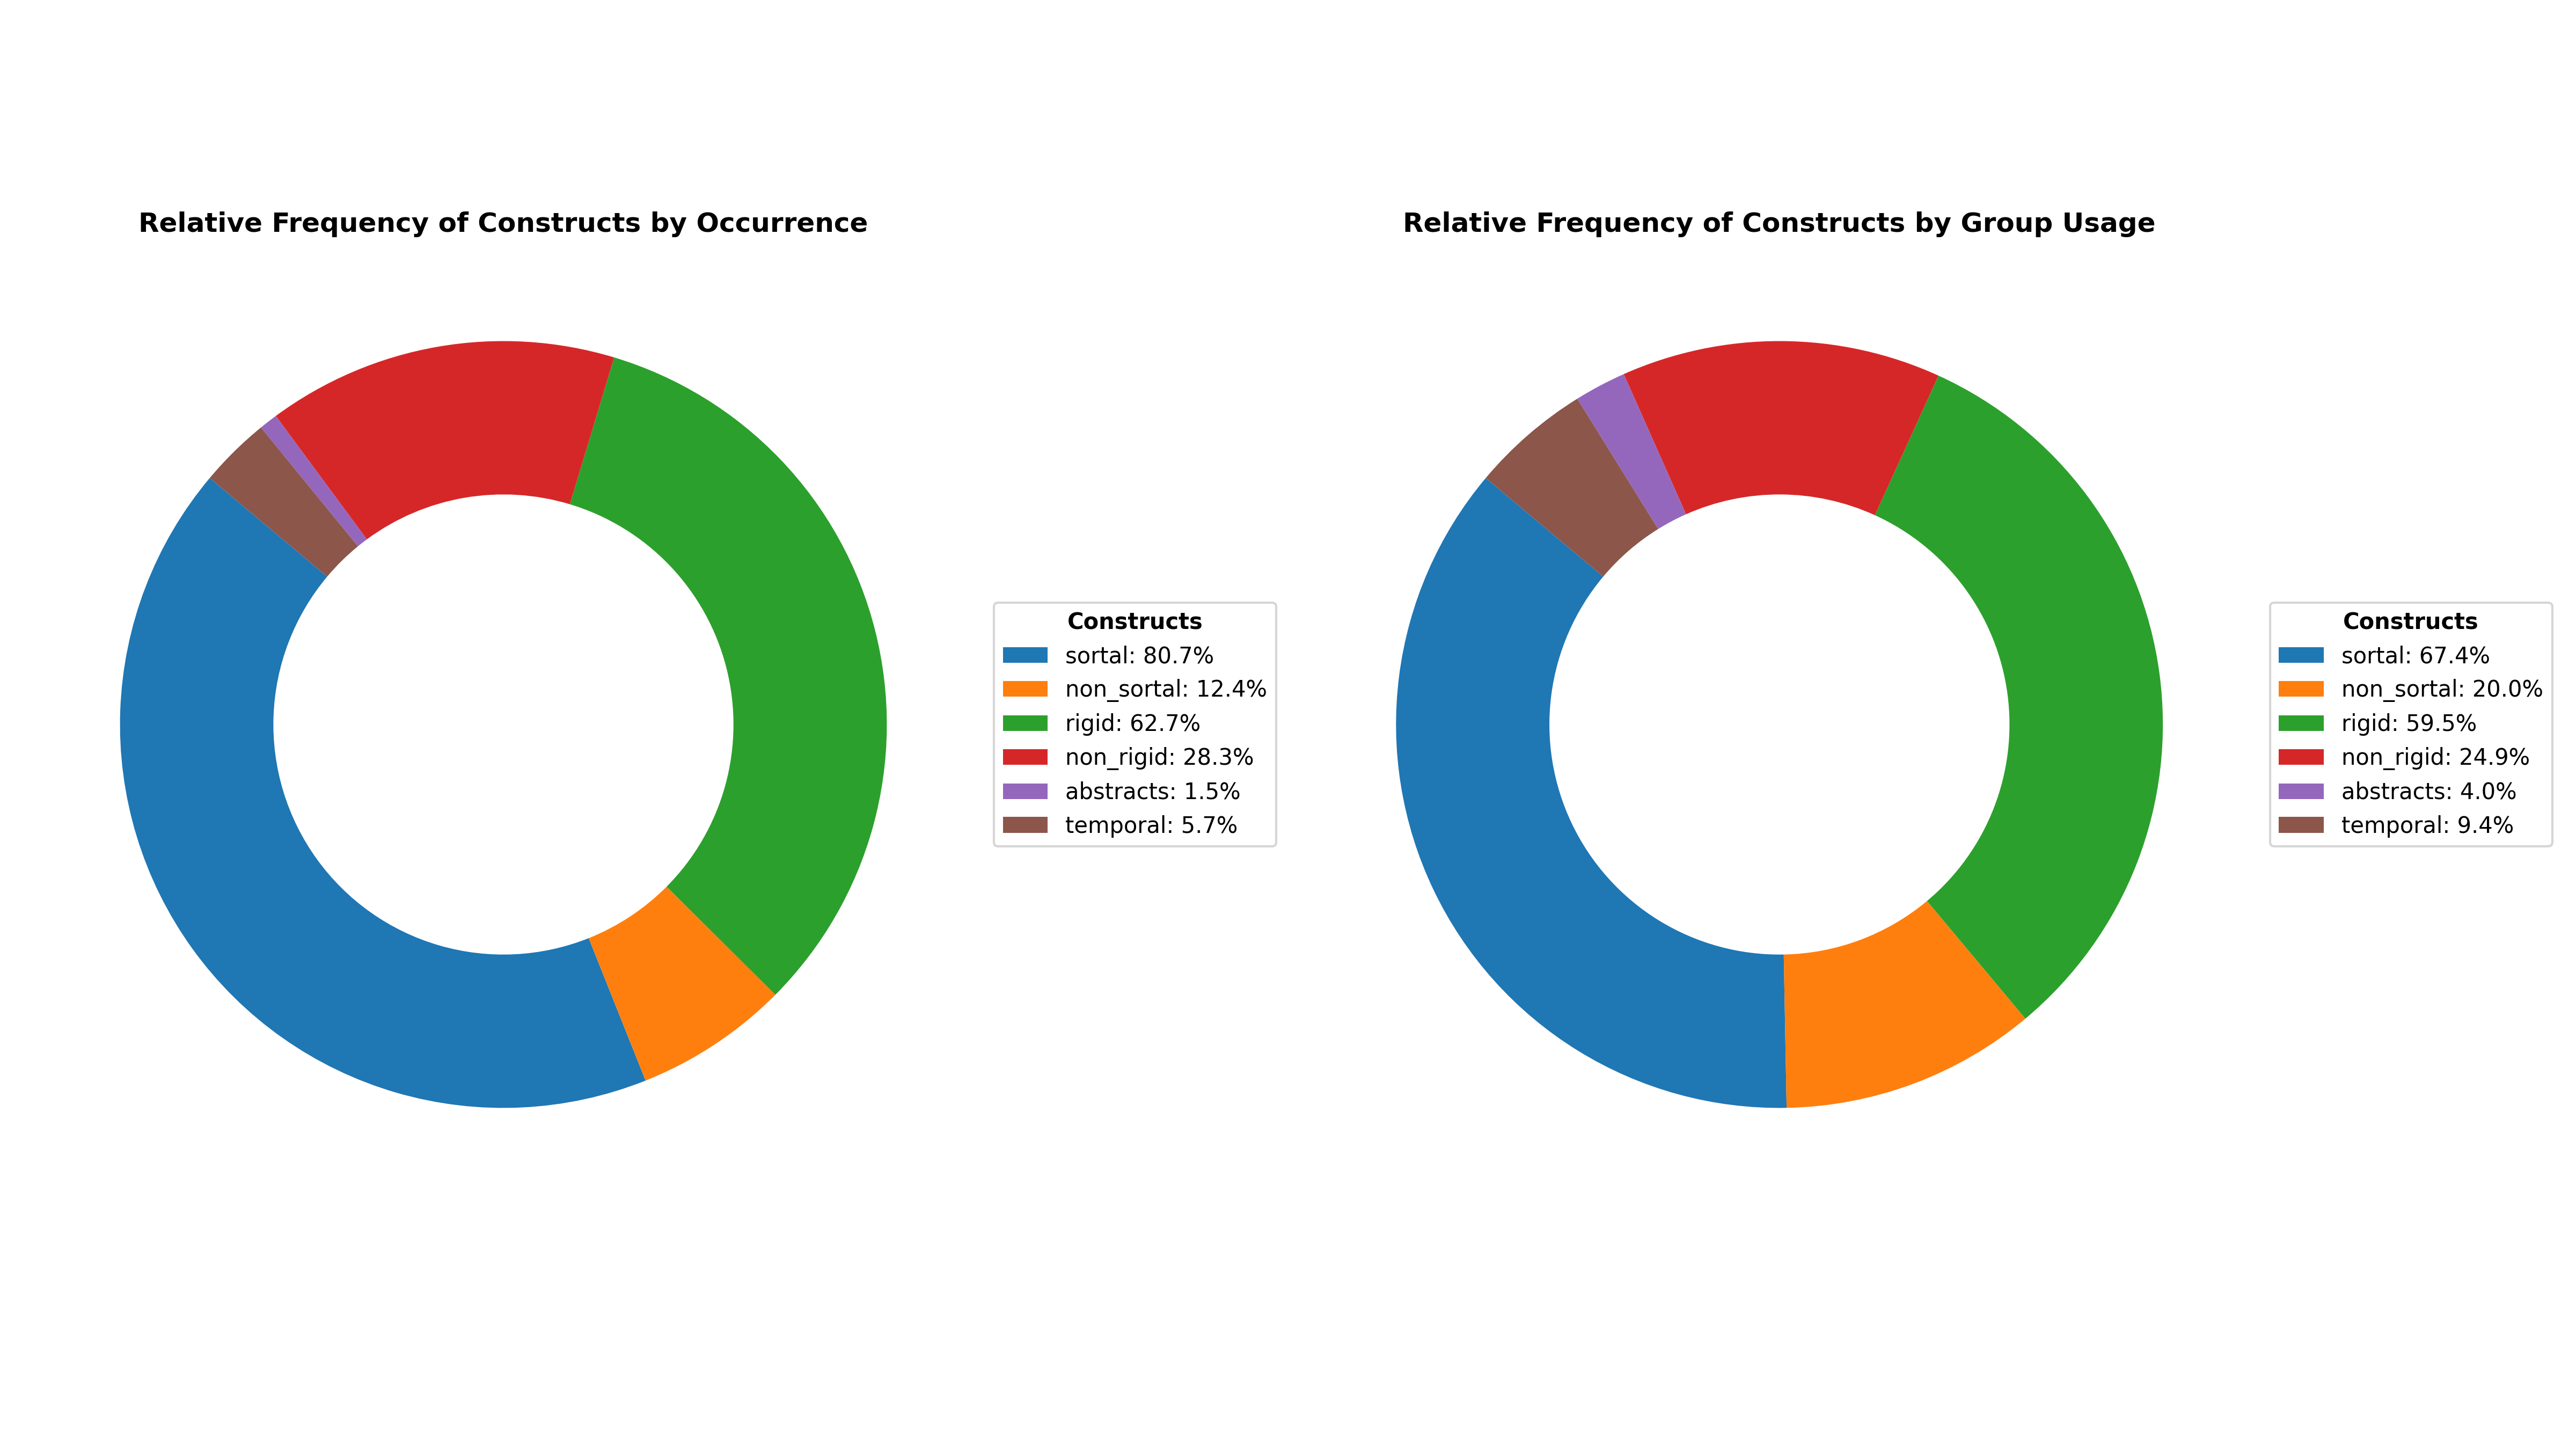 Relative Frequency of Constructs by Occurrence
Constructs
sortal: 80.7%
non_sortal: 12.4%
rigid: 62.7%
non_rigid: 28.3%
abstracts: 1.5%
temporal: 5.7%
Relative Frequency of Constructs by Group Usage
Constructs
sortal: 67.4%
non_sortal: 20.0%
rigid: 59.5%
non_rigid: 24.9%
abstracts: 4.0%
temporal: 9.4%